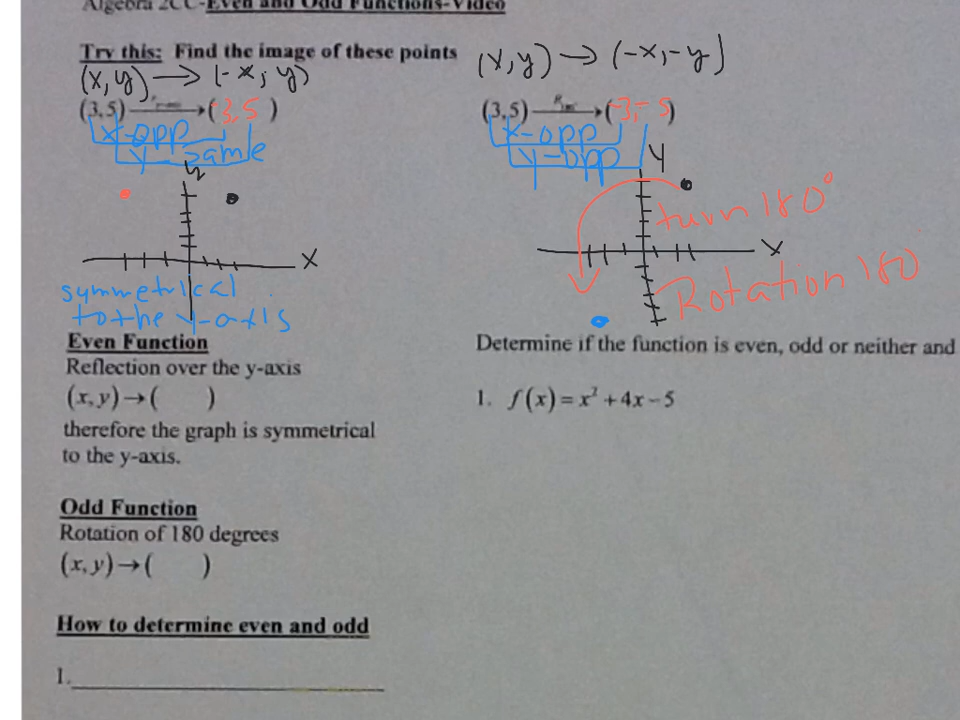 Algebra 2CC-Even and Odd Functions-Video
Try this: Find the image of these points
(x,y) → (-x, y)
(3,5) → (-3,5)
x-opp
y-same
y
x
symmetrical
to the y-axis
(x,y) → (-x,-y)
(3,5) → (-3,-5)
x-opp
y-opp
y
turn 180°
x
Rotation 180
Even Function
Reflection over the y-axis
(x,y)→( )
therefore the graph is symmetrical
to the y-axis.
Odd Function
Rotation of 180 degrees
(x,y)→( )
How to determine even and odd
1.
Determine if the function is even, odd or neither and
1. f(x)=x²+4x-5